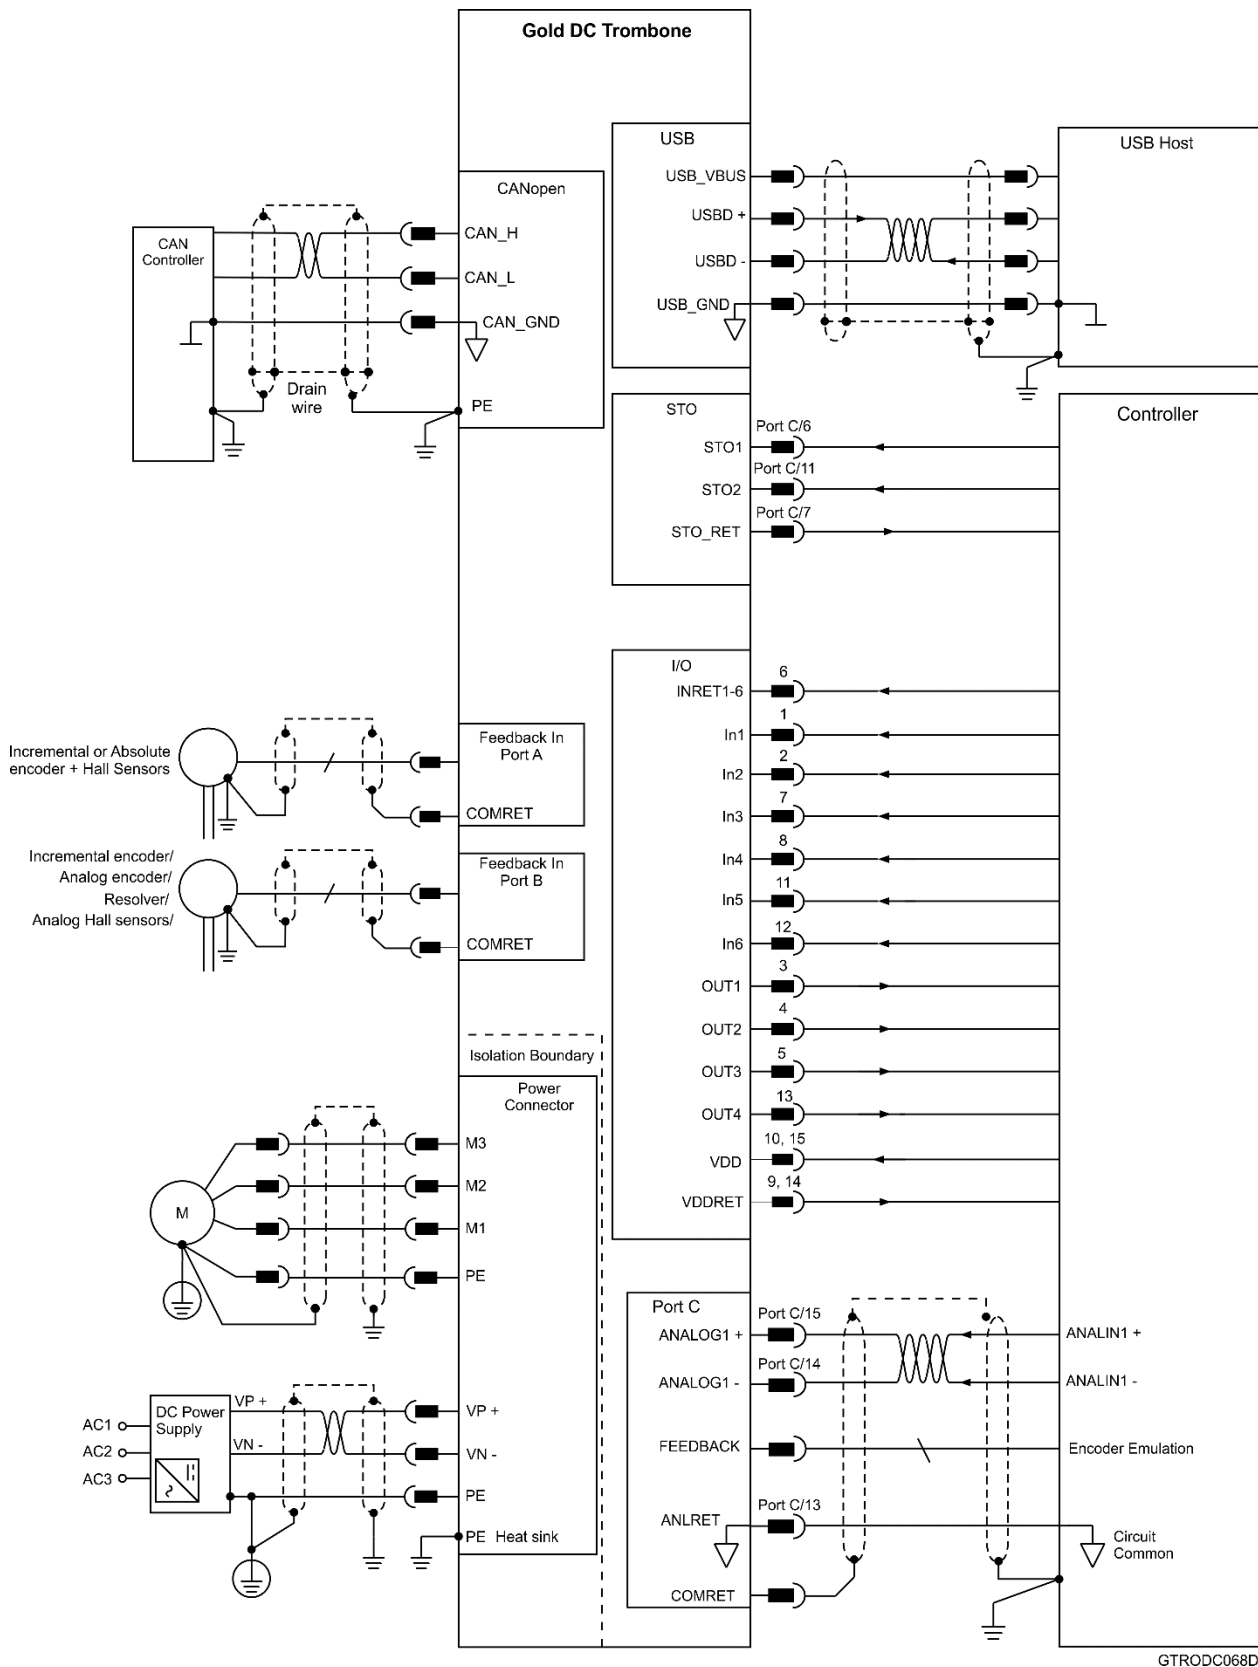 Gold DC Trombone
USB
USB_VBUS
USBD +
USBD -
USB_GND
USB Host
CANopen
CAN_H
CAN_L
CAN_GND
PE
CAN
Controller
Drain
wire
STO
Port C/6
STO1
Port C/11
STO2
Port C/7
STO_RET
Controller
I/O
6
INRET1-6
1
In1
2
In2
7
In3
8
In4
11
In5
12
In6
3
OUT1
4
OUT2
5
OUT3
13
OUT4
10, 15
VDD
9, 14
VDDRET
Incremental or Absolute
encoder + Hall Sensors
Feedback In
Port A
COMRET
Incremental encoder/
Analog encoder/
Resolver/
Analog Hall sensors/
Feedback In
Port B
COMRET
Isolation Boundary
Power
Connector
M3
M2
M1
PE
M
AC1
AC2
AC3
DC Power
Supply
VP +
VN -
VP +
VN -
PE
PE Heat sink
Port C
Port C/15
ANALOG1 +
ANALIN1 +
Port C/14
ANALOG1 -
ANALIN1 -
FEEDBACK
Encoder Emulation
Port C/13
ANLRET
Circuit
Common
COMRET
GTRODC068D